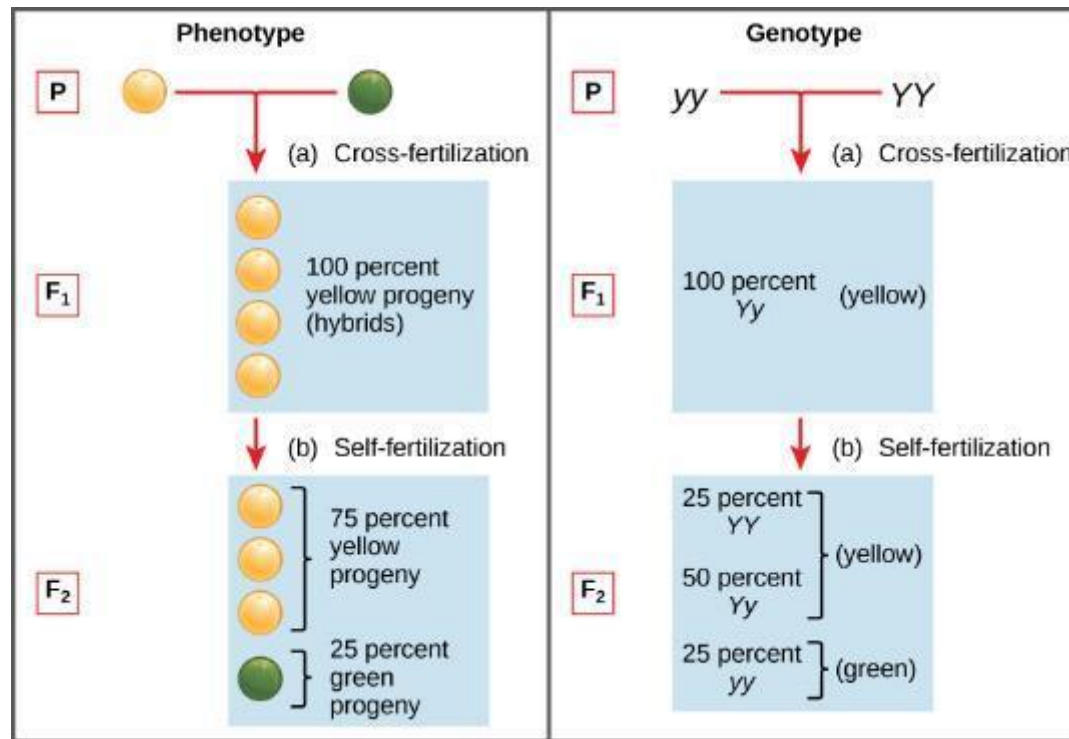 Phenotype
P
(a) Cross-fertilization
F₁
100 percent
yellow progeny
(hybrids)
(b) Self-fertilization
F₂
75 percent
yellow
progeny
25 percent
green
progeny
Genotype
P
yy
YY
(a) Cross-fertilization
F₁
100 percent
Yy
(yellow)
(b) Self-fertilization
F₂
25 percent
YY
50 percent
Yy
(yellow)
25 percent
yy
(green)